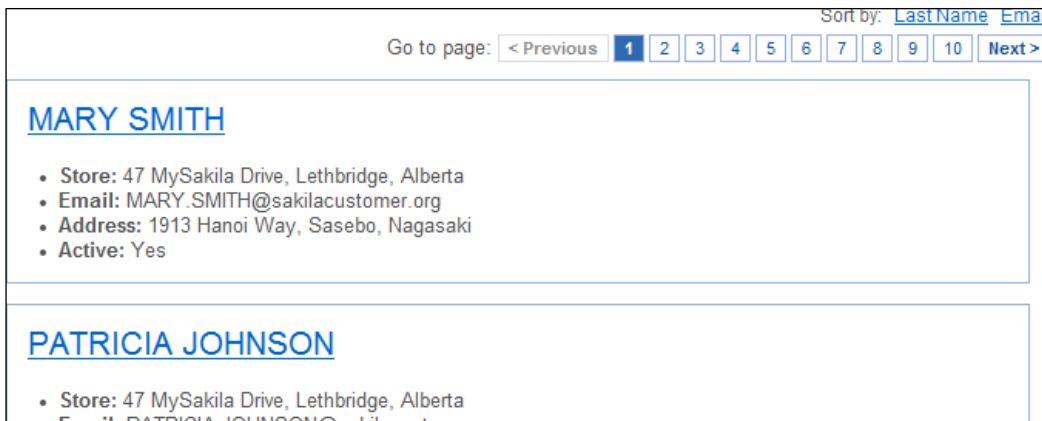 Sort by: Last Name
Go to page: < Previous 1 2 3 4 5 6 7 8 9 10 Next >
MARY SMITH
• Store: 47 MySakila Drive, Lethbridge, Alberta
• Email: MARY.SMITH@sakilacustomer.org
• Address: 1913 Hanoi Way, Sasebo, Nagasaki
• Active: Yes
PATRICIA JOHNSON
• Store: 47 MySakila Drive, Lethbridge, Alberta